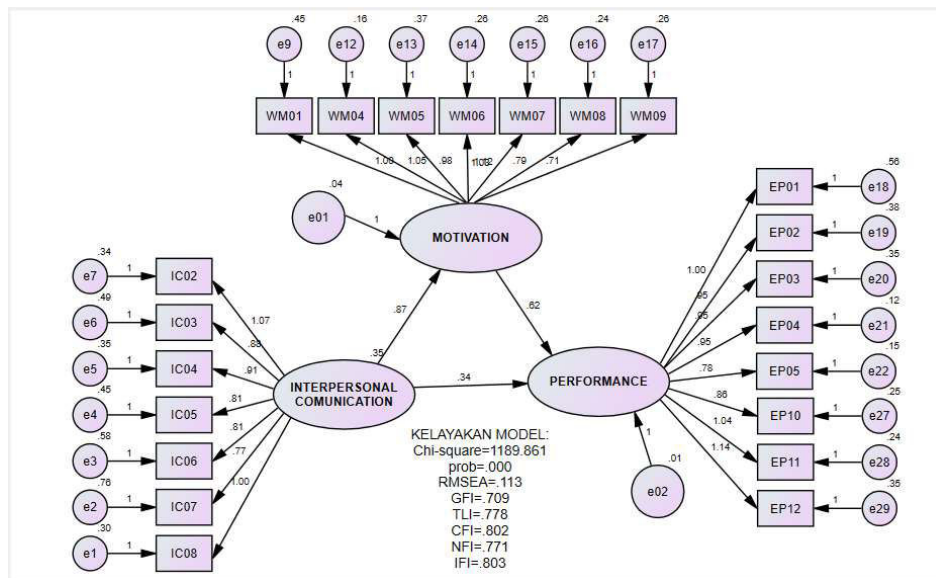 .45 .16 .37 .26 .26 .24 .26
e9 e12 e13 e14 e15 e16 e17
1 1 1 1 1 1 1
WM01 WM04 WM05 WM06 WM07 WM08 WM09
1.00 1.05 .98 .79 .71
.04
e01
1
MOTIVATION
.34
e7 1 IC02
.49
e6 1 IC03
.35
e5 1 IC04
.45
e4 1 IC05
.58
e3 1 IC06
.76
e2 1 IC07
.30
e1 1 IC08
1.07
.91
.81
.81
.77
1.00
.35
INTERPERSONAL
COMUNICATION
.87
.62
.34
PERFORMANCE
1
.01
e02
1.00
.95
.95
.78
.86
1.04
1.14
.56
EP01 1 e18
.38
EP02 1 e19
.35
EP03 1 e20
.12
EP04 1 e21
.15
EP05 1 e22
.25
EP10 1 e27
.24
EP11 1 e28
.35
EP12 1 e29
KELAYAKAN MODEL:
Chi-square=1189.861
prob=.000
RMSEA=.113
GFI=.709
TLI=.778
CFI=.802
NFI=.771
IFI=.803